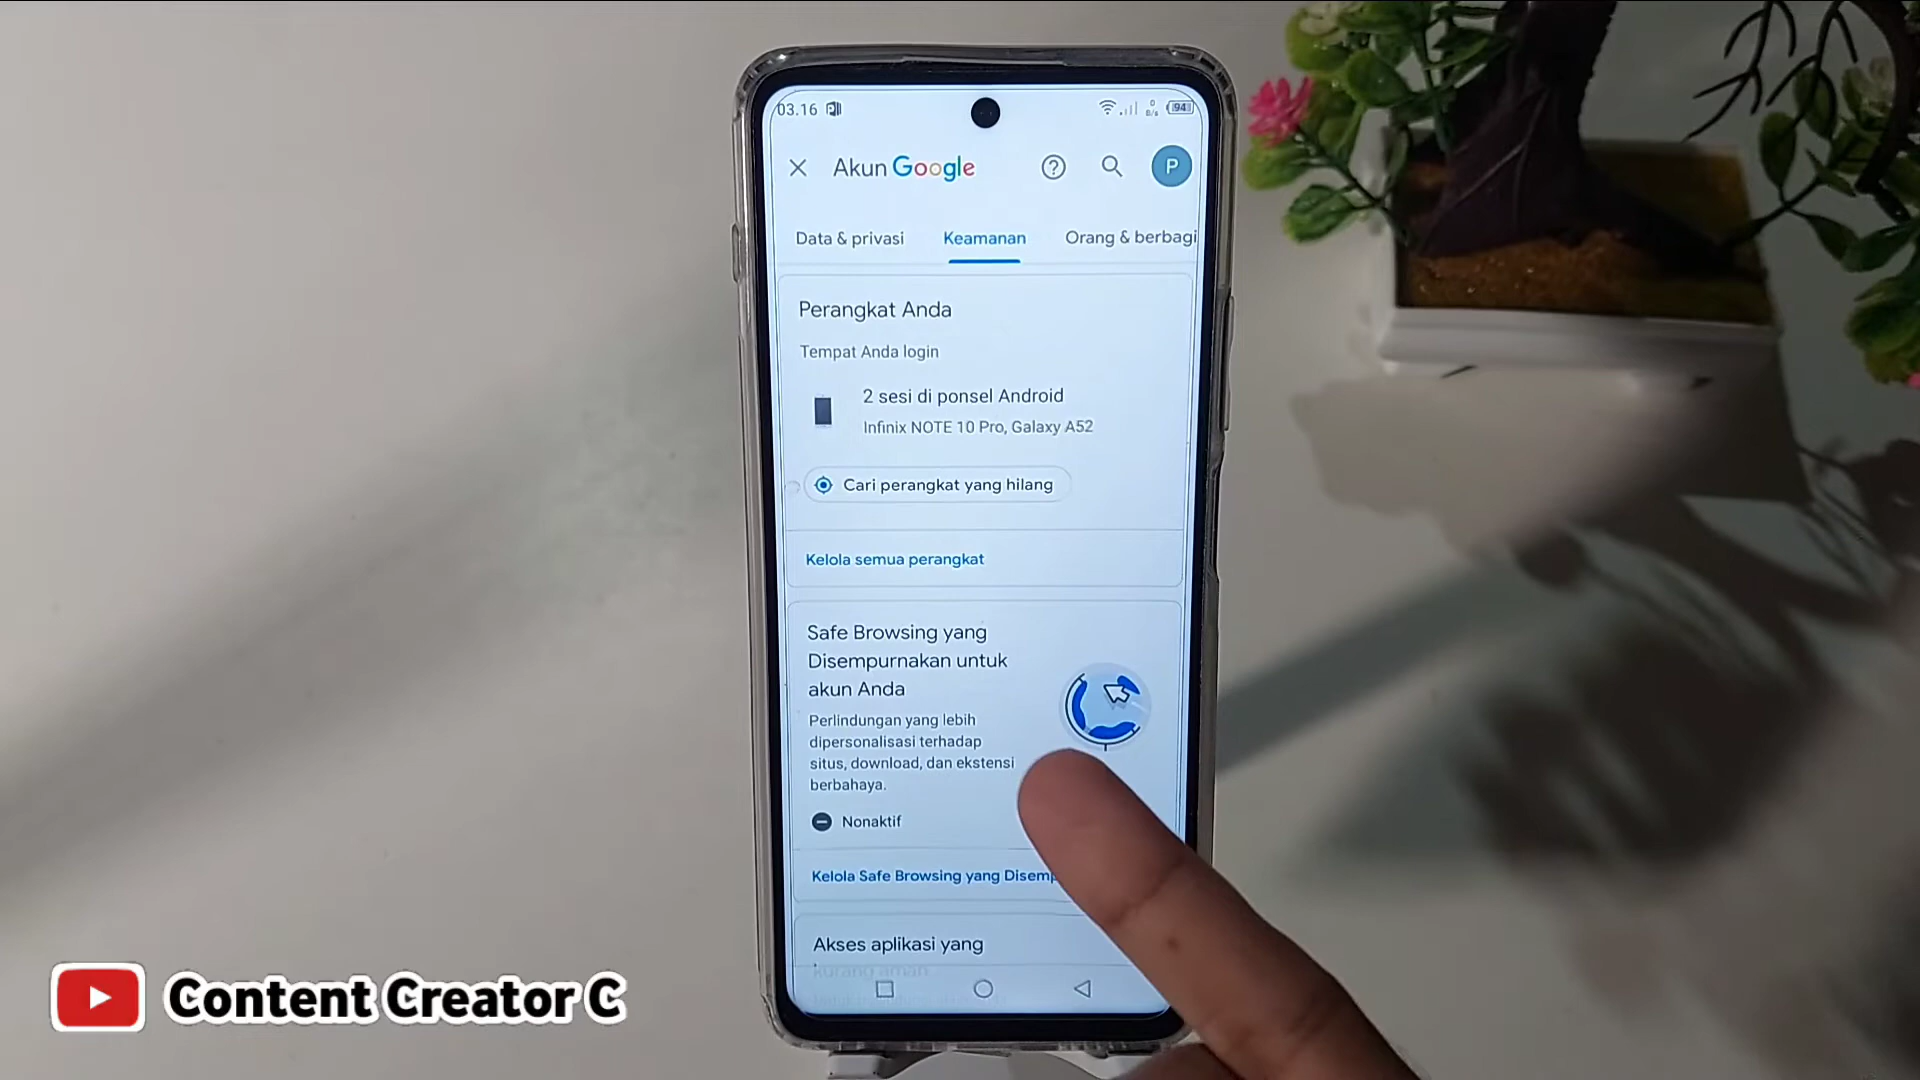 03.16
94
Akun Google
P
Data & privasi
Keamanan
Orang & berbagi
Perangkat Anda
Tempat Anda login
2 sesi di ponsel Android
Infinix NOTE 10 Pro, Galaxy A52
Cari perangkat yang hilang
Kelola semua perangkat
Safe Browsing yang
Disempurnakan untuk
akun Anda
Perlindungan yang lebih
dipersonalisasi terhadap
situs, download, dan ekstensi
berbahaya.
Nonaktif
Kelola Safe Browsing yang Disemp
Akses aplikasi yang
kurang aman
Content Creator C